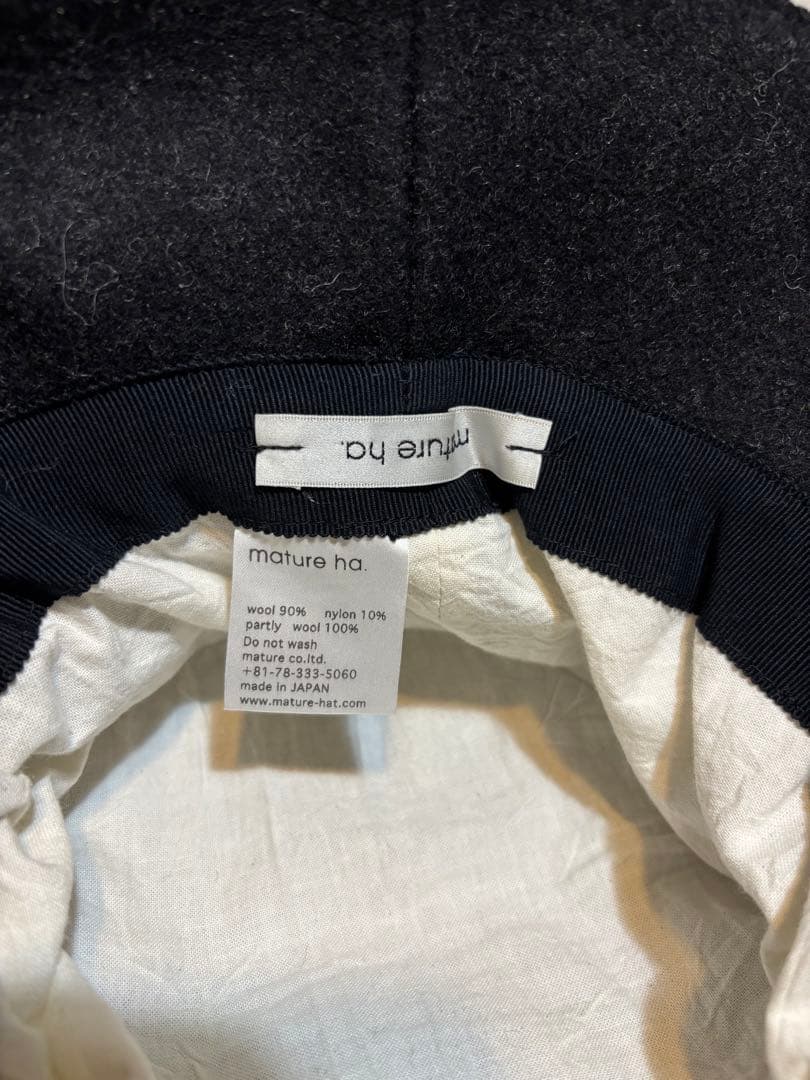 mature ha.
mature ha.
wool 90% nylon 10%
partly wool 100%
Do not wash
mature co.ltd.
+81-78-333-5060
made in JAPAN
www.mature-hat.com